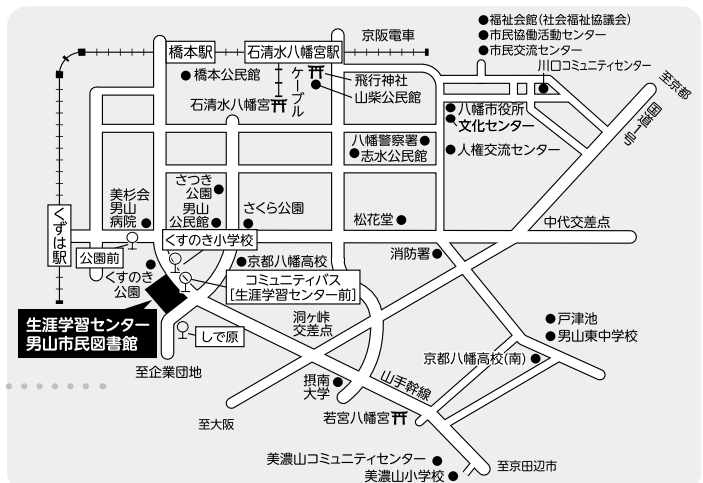 京阪電車
●福祉会館(社会福祉協議会)
●市民協働活動センター
●市民交流センター
川口コミュニティセンター
橋本駅
石清水八幡宮駅
●橋本公民館
ケーブル
飛行神社
山柴公民館
石清水八幡宮
至京都
国道1号
●八幡市役所
●文化センター
八幡警察署●
●志水公民館
●人権交流センター
美杉会
男山
病院●
さつき
公園●
男山
公民館●
さくら公園
松花堂●
中代交差点
くずは駅
公園前
くすのき小学校
●京都八幡高校
消防署●
くすのき
公園
コミュニティバス
[生涯学習センター前]
生涯学習センター
男山市民図書館
しで原
洞ヶ峠
交差点
●戸津池
●男山東中学校
至企業団地
京都八幡高校(南)●
摂南
大学●
山手幹線
至大阪
若宮八幡宮
美濃山コミュニティセンター●
美濃山小学校●
至京田辺市